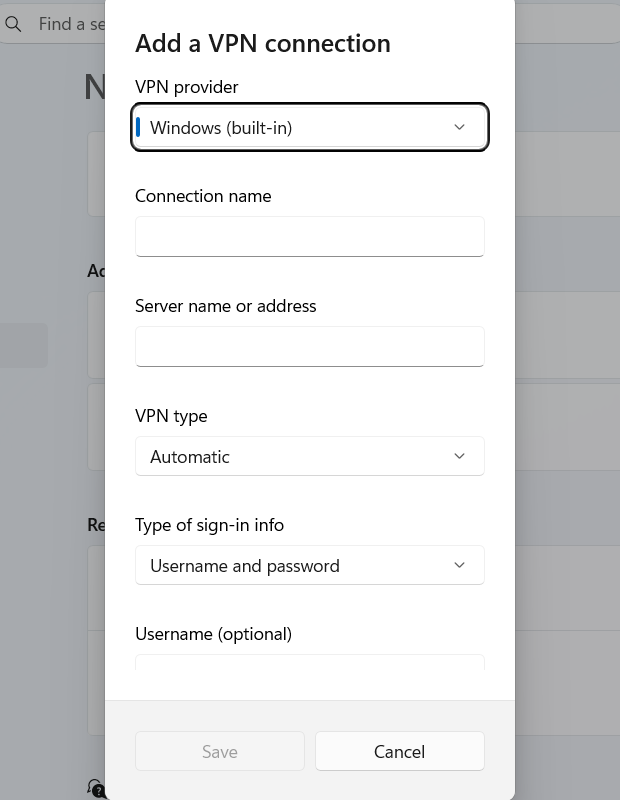 Find a se
Add a VPN connection
N
VPN provider
Windows (built-in)
Connection name
Ad
Server name or address
VPN type
Automatic
Re
Type of sign-in info
Username and password
Username (optional)
Save
Cancel